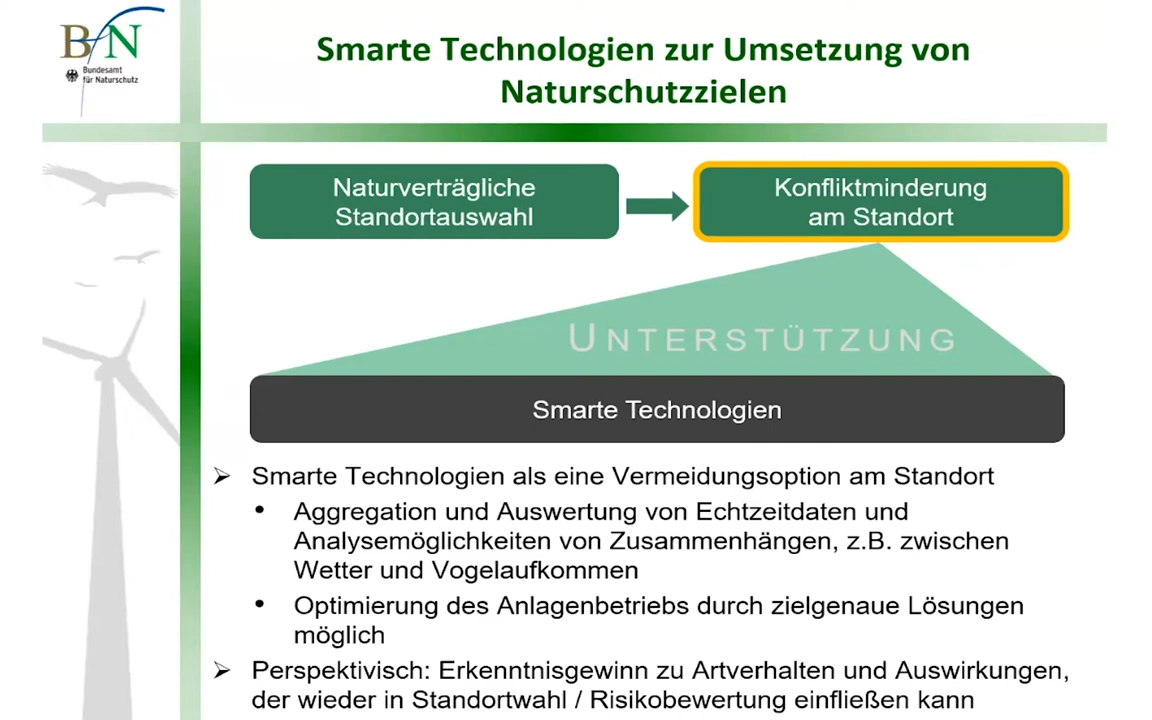 BfN
Bundesamt
für Naturschutz
Smarte Technologien zur Umsetzung von
Naturschutzzielen
Naturverträgliche
Standortauswahl
Konfliktminderung
am Standort
UNTERSTÜTZUNG
Smarte Technologien
➢ Smarte Technologien als eine Vermeidungsoption am Standort
• Aggregation und Auswertung von Echtzeitdaten und
Analysemöglichkeiten von Zusammenhängen, z.B. zwischen
Wetter und Vogelaufkommen
• Optimierung des Anlagenbetriebs durch zielgenaue Lösungen
möglich
➢ Perspektivisch: Erkenntnisgewinn zu Artverhalten und Auswirkungen,
der wieder in Standortwahl / Risikobewertung einfließen kann